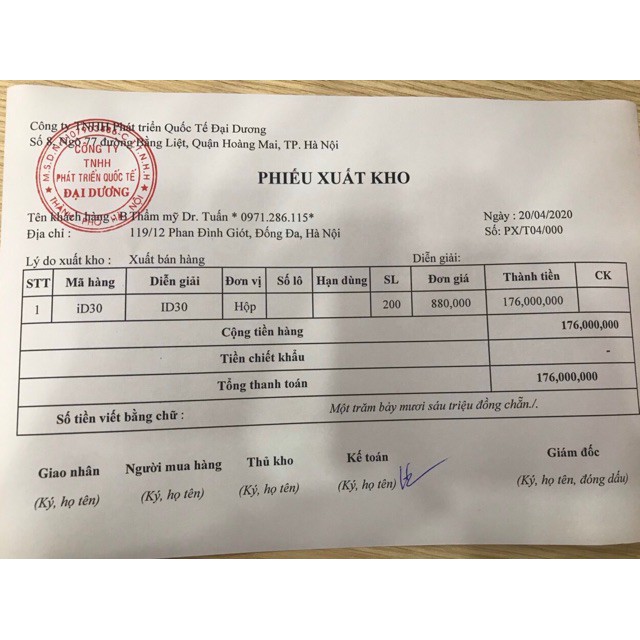 Công ty TNHH Phát triển Quốc Tế Đại Dương
Số 8, Ngõ 77 đường Bằng Liệt, Quận Hoàng Mai, TP. Hà Nội
CÔNG TY
TNHH
PHÁT TRIỂN QUỐC TẾ
ĐẠI DƯƠNG
PHIẾU XUẤT KHO
Tên khách hàng : B Thẩm mỹ Dr. Tuấn * 0971.286.115*
Ngày : 20/04/2020
Địa chỉ : 119/12 Phan Đình Giót, Đống Đa, Hà Nội
Số: PX/T04/000
Lý do xuất kho : Xuất bán hàng
Diễn giải:
STT Mã hàng Diễn giải Đơn vị Số lô Hạn dùng SL Đơn giá Thành tiền CK
1 iD30 ID30 Hộp 200 880,000 176,000,000
Cộng tiền hàng 176,000,000
Tiền chiết khấu -
Tổng thanh toán 176,000,000
Số tiền viết bằng chữ : Một trăm bảy mươi sáu triệu đồng chẵn./.
Giao nhân Người mua hàng Thủ kho Kế toán Giám đốc
(Ký, họ tên) (Ký, họ tên) (Ký, họ tên) (Ký, họ tên) (Ký, họ tên, đóng dấu)